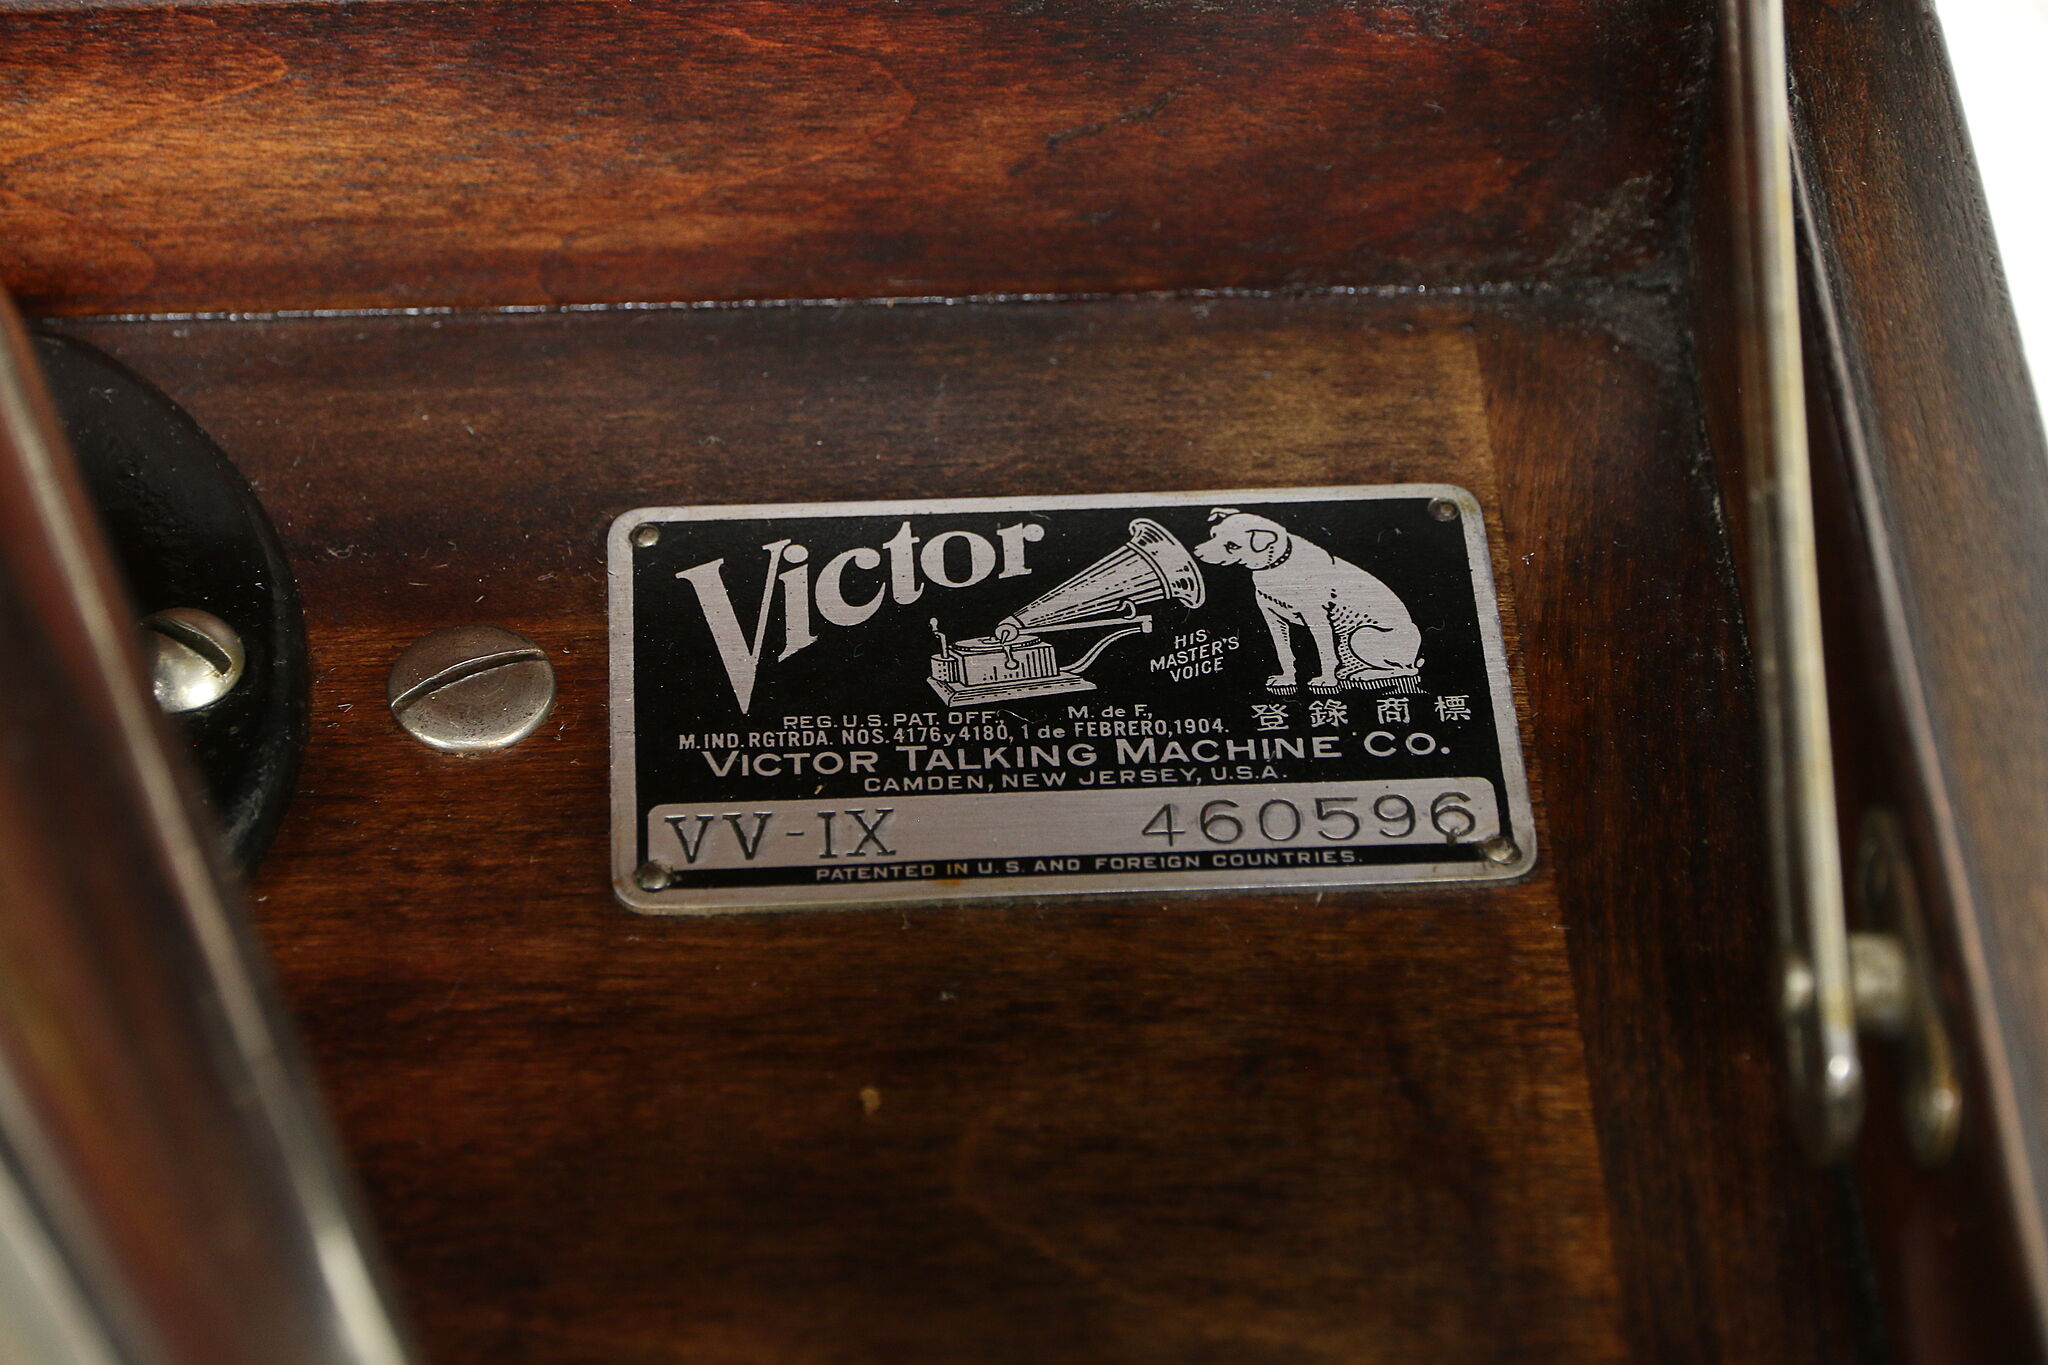 Victor
HIS
MASTER'S
VOICE
REG. U.S. PAT. OFF. M. de F.,
M. IND. RGTRDA. NOS. 4176 y 4180, 1 de FEBRERO, 1904.
登錄商標
VICTOR TALKING MACHINE CO.
CAMDEN, NEW JERSEY, U.S.A.
VV-IX 460596
PATENTED IN U.S. AND FOREIGN COUNTRIES.